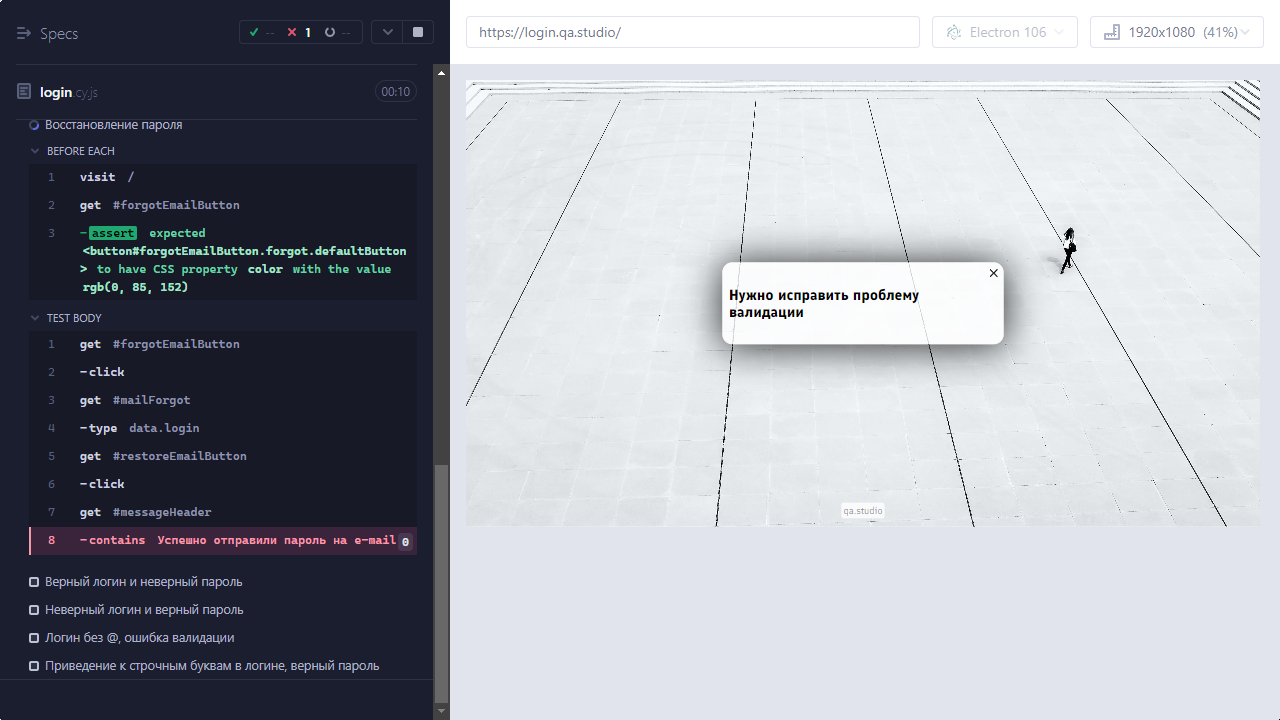 Specs
-- 1 --
login.cy.js 00:10
Восстановление пароля
BEFORE EACH
1 visit /
2 get #forgotEmailButton
3 -assert expected
<button#forgotEmailButton.forgot.defaultButton
> to have CSS property color with the value
rgb(0, 85, 152)
TEST BODY
1 get #forgotEmailButton
2 -click
3 get #mailForgot
4 -type data.login
5 get #restoreEmailButton
6 -click
7 get #messageHeader
8 -contains Успешно отправили пароль на e-mail 0
Верный логин и неверный пароль
Неверный логин и верный пароль
Логин без @, ошибка валидации
Приведение к строчным буквам в логине, верный пароль
https://login.qa.studio/
Electron 106
1920x1080 (41%)
Нужно исправить проблему
валидации
qa.studio